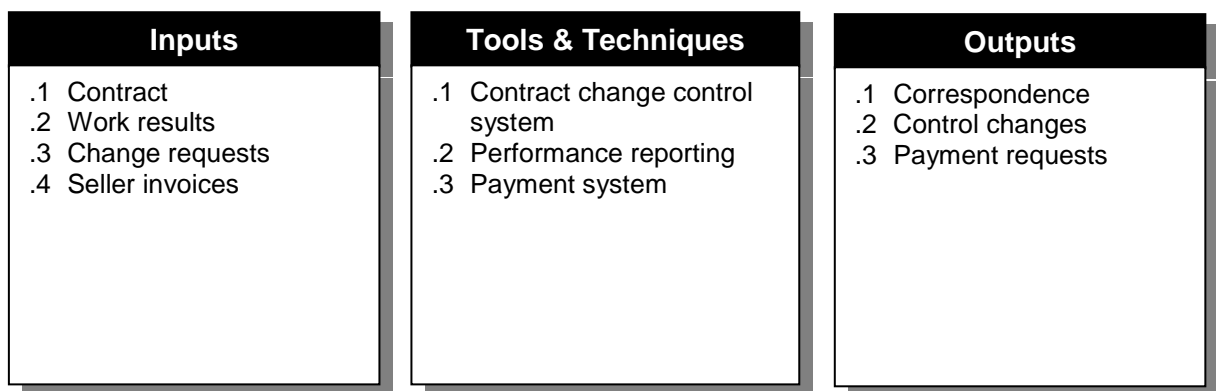 Inputs
.1 Contract
.2 Work results
.3 Change requests
.4 Seller invoices
Tools & Techniques
.1 Contract change control
system
.2 Performance reporting
.3 Payment system
Outputs
.1 Correspondence
.2 Control changes
.3 Payment requests